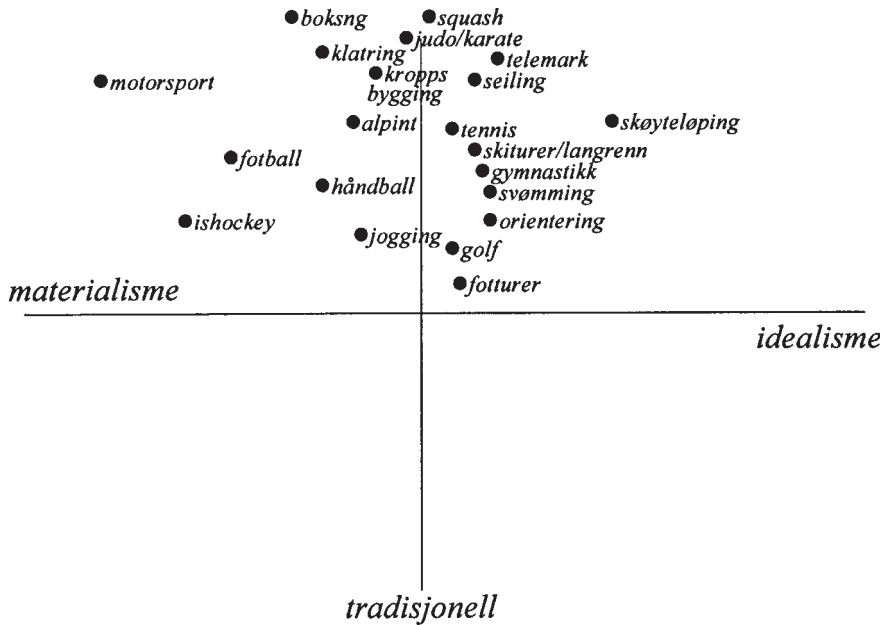 boksng
squash
judo/karate
klatring
telemark
kropps
bygging
motorsport
seiling
alpint
tennis
skøyteløping
skiturer/langrenn
fotball
gymnastikk
håndball
svømming
ishockey
orientering
jogging
golf
fotturer
materialisme
idealisme
tradisjonell